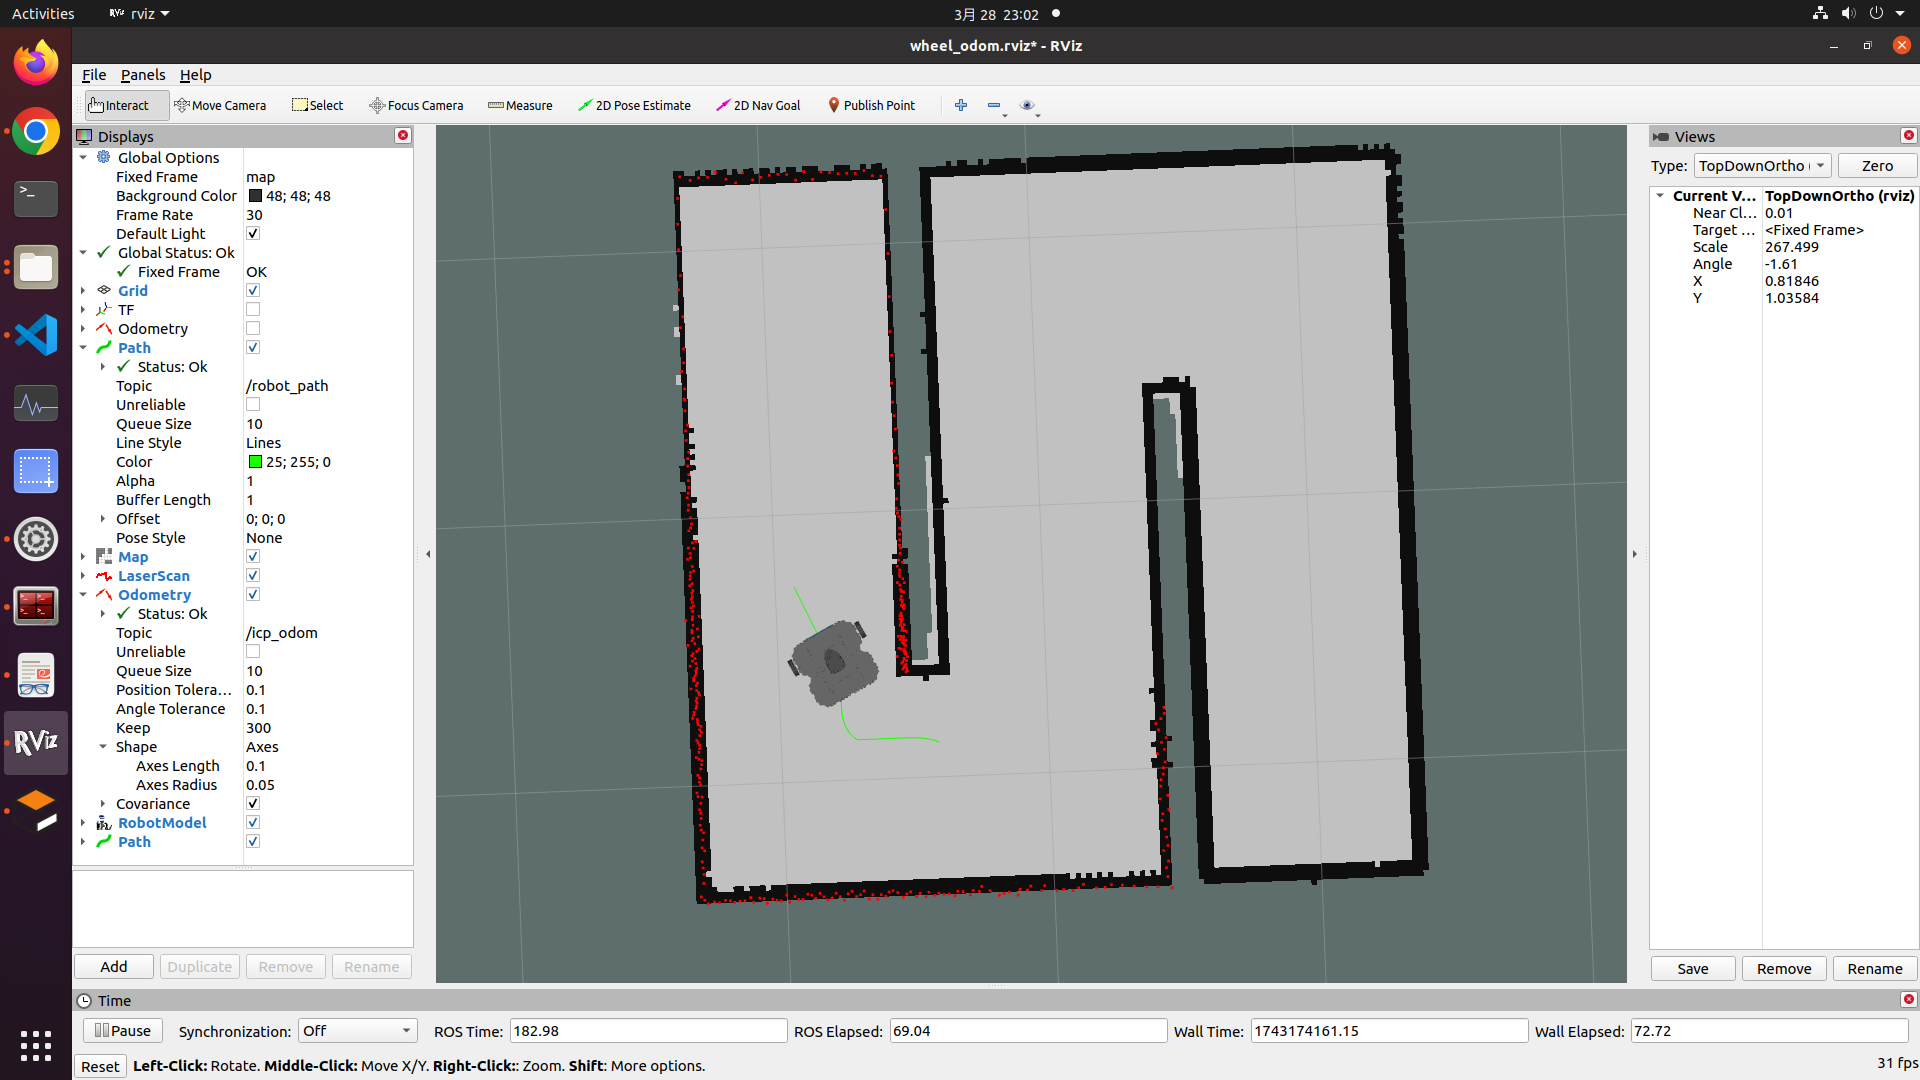 Activities
rviz
3月 28 23:02
wheel_odom.rviz* - RViz
File Panels Help
Interact
Move Camera
Select
Focus Camera
Measure
2D Pose Estimate
2D Nav Goal
Publish Point
Displays
Global Options
Fixed Frame map
Background Color 48; 48; 48
Frame Rate 30
Default Light
Global Status: Ok
Fixed Frame OK
Grid
TF
Odometry
Path
Status: Ok
Topic /robot_path
Unreliable
Queue Size 10
Line Style Lines
Color 25; 255; 0
Alpha 1
Buffer Length 1
Offset 0; 0; 0
Pose Style None
Map
LaserScan
Odometry
Status: Ok
Topic /icp_odom
Unreliable
Queue Size 10
Position Tolera... 0.1
Angle Tolerance 0.1
Keep 300
Shape Axes
Axes Length 0.1
Axes Radius 0.05
Covariance
RobotModel
Path
Add Duplicate Remove Rename
RViz
Views
Type: TopDownOrtho ( Zero
Current V... TopDownOrtho (rviz)
Near Cl... 0.01
Target ... <Fixed Frame>
Scale 267.499
Angle -1.61
X 0.81846
Y 1.03584
Save Remove Rename
Time
Pause Synchronization: Off ROS Time: 182.98 ROS Elapsed: 69.04 Wall Time: 1743174161.15 Wall Elapsed: 72.72
Reset Left-Click: Rotate. Middle-Click: Move X/Y. Right-Click:: Zoom. Shift: More options. 31 fps